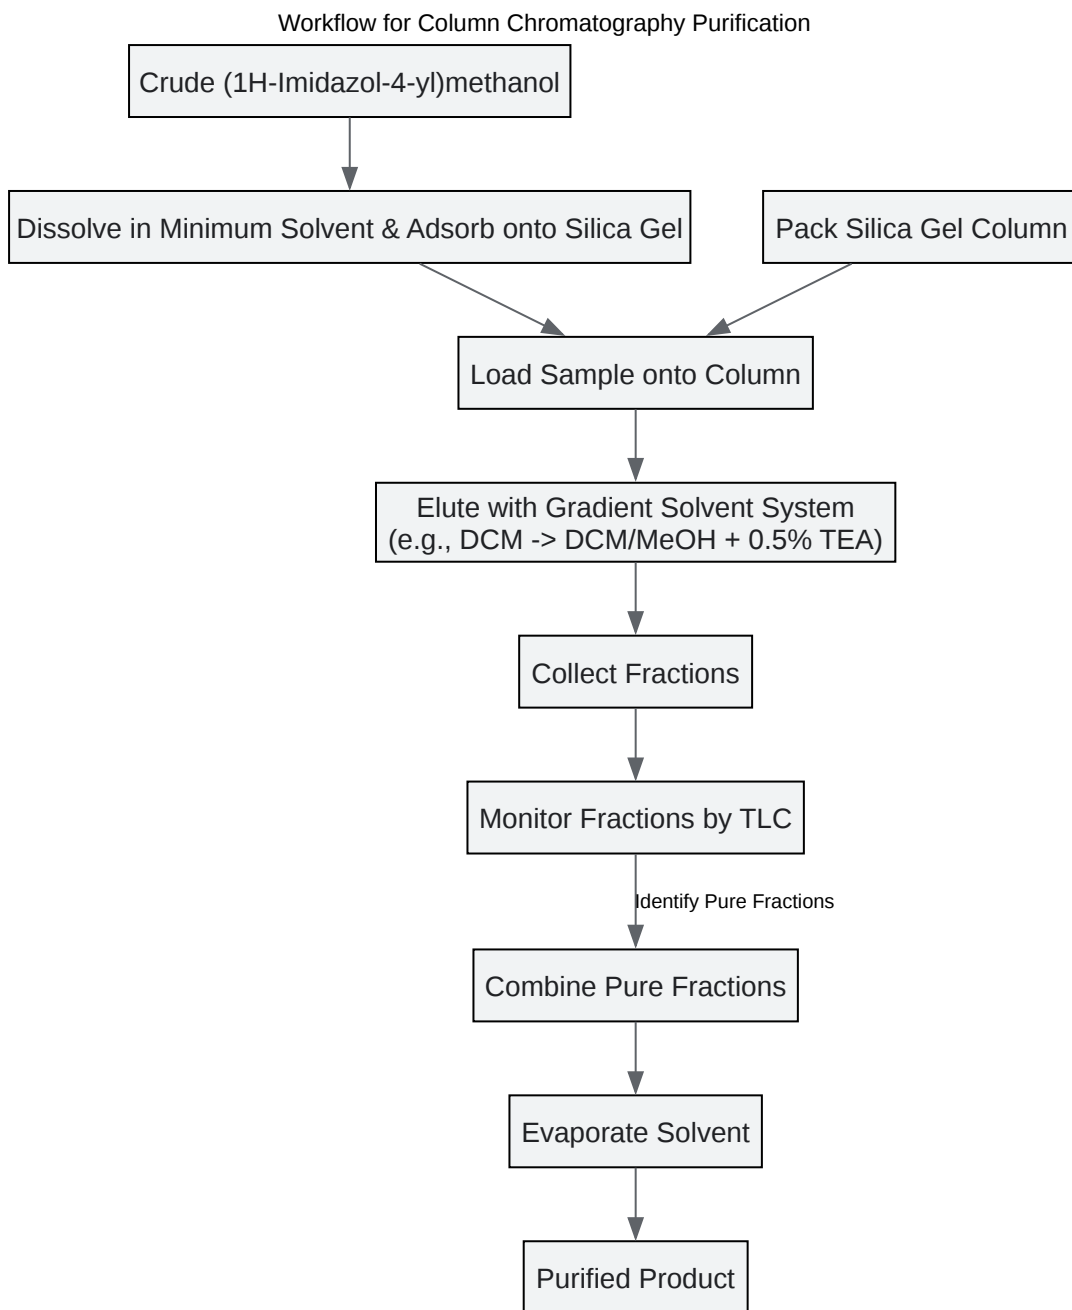 Workflow for Column Chromatography Purification
Crude (1H-Imidazol-4-yl)methanol
Dissolve in Minimum Solvent & Adsorb onto Silica Gel
Pack Silica Gel Column
Load Sample onto Column
Elute with Gradient Solvent System
(e.g., DCM -> DCM/MeOH + 0.5% TEA)
Collect Fractions
Monitor Fractions by TLC
Identify Pure Fractions
Combine Pure Fractions
Evaporate Solvent
Purified Product